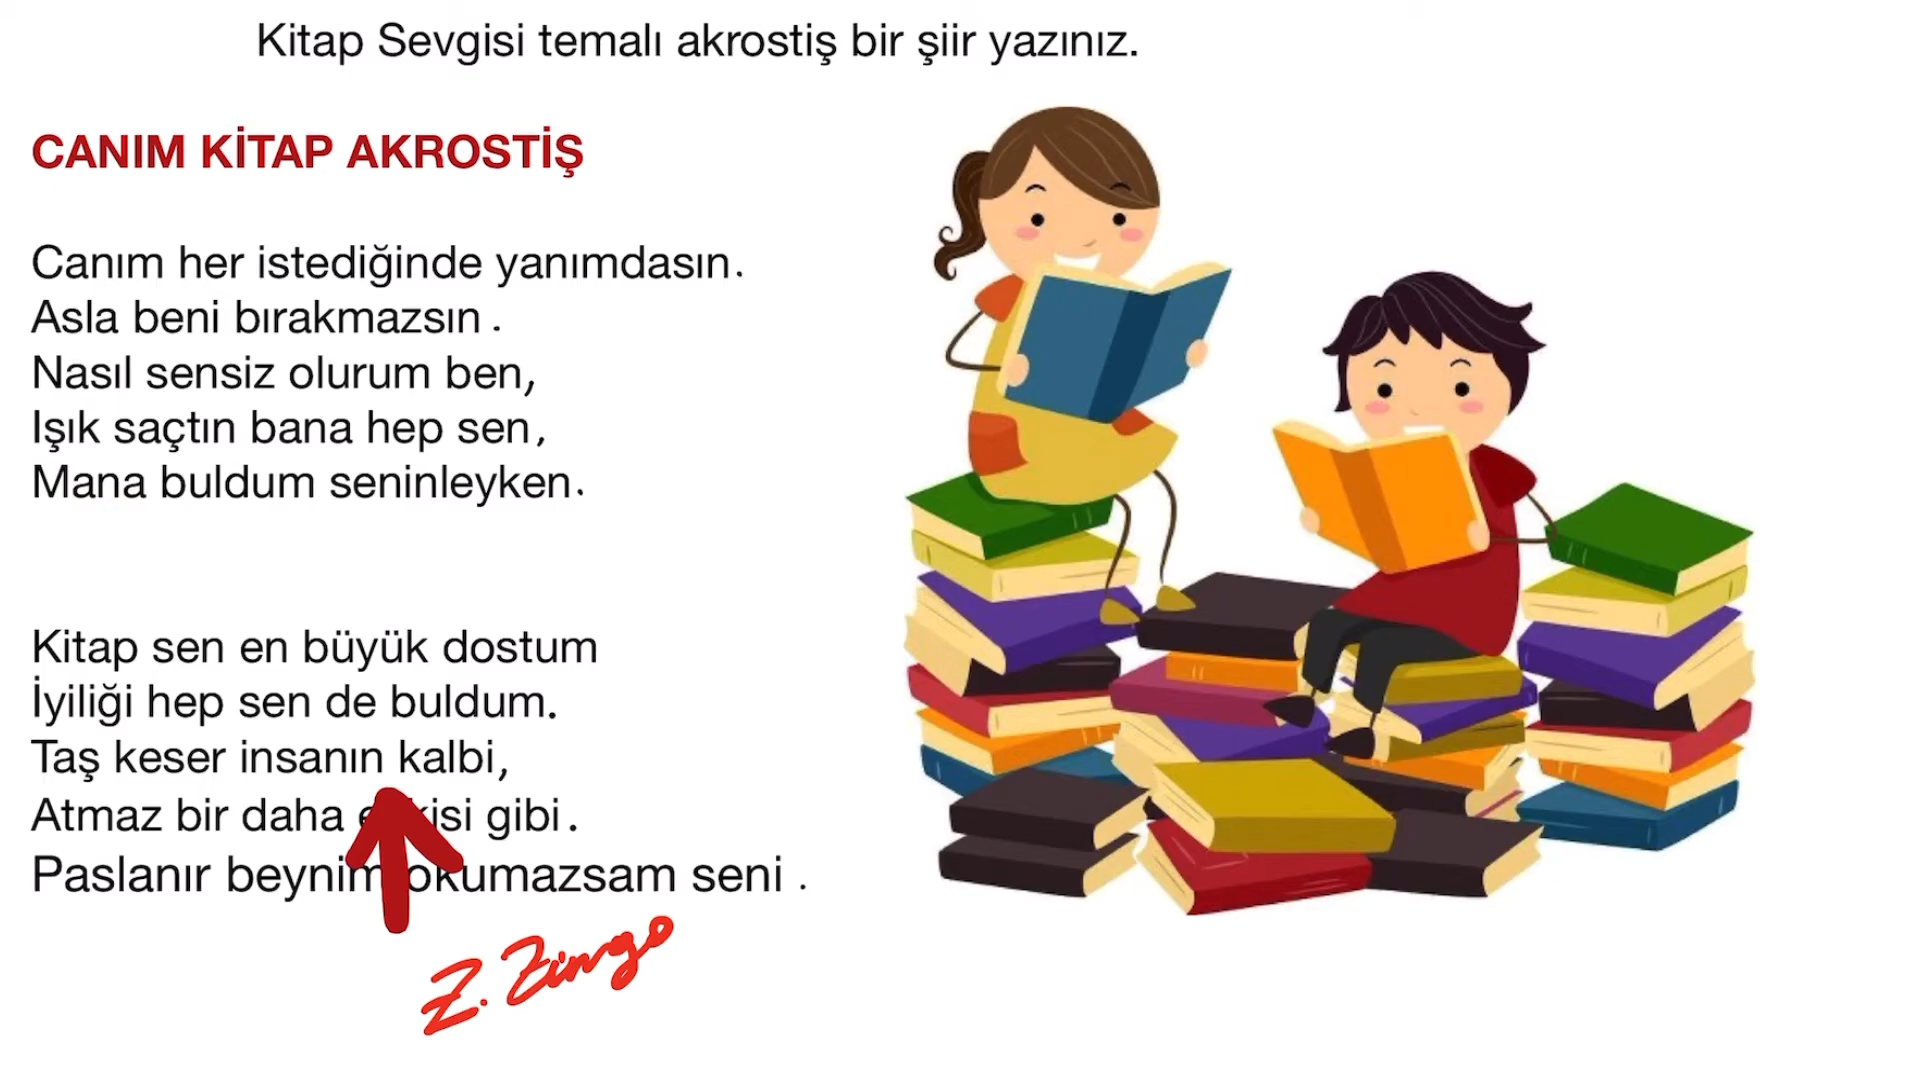 Kitap Sevgisi temalı akrostiş bir şiir yazınız.
CANIM KİTAP AKROSTİŞ
Canım her istediğinde yanımdasın.
Asla beni bırakmazsın .
Nasıl sensiz olurum ben,
Işık saçtın bana hep sen,
Mana buldum seninleyken.
Kitap sen en büyük dostum
İyiliği hep sen de buldum.
Taş keser insanın kalbi,
Atmaz bir daha gibi.
Paslanır beynim okumazsam seni .
Z. Zingo